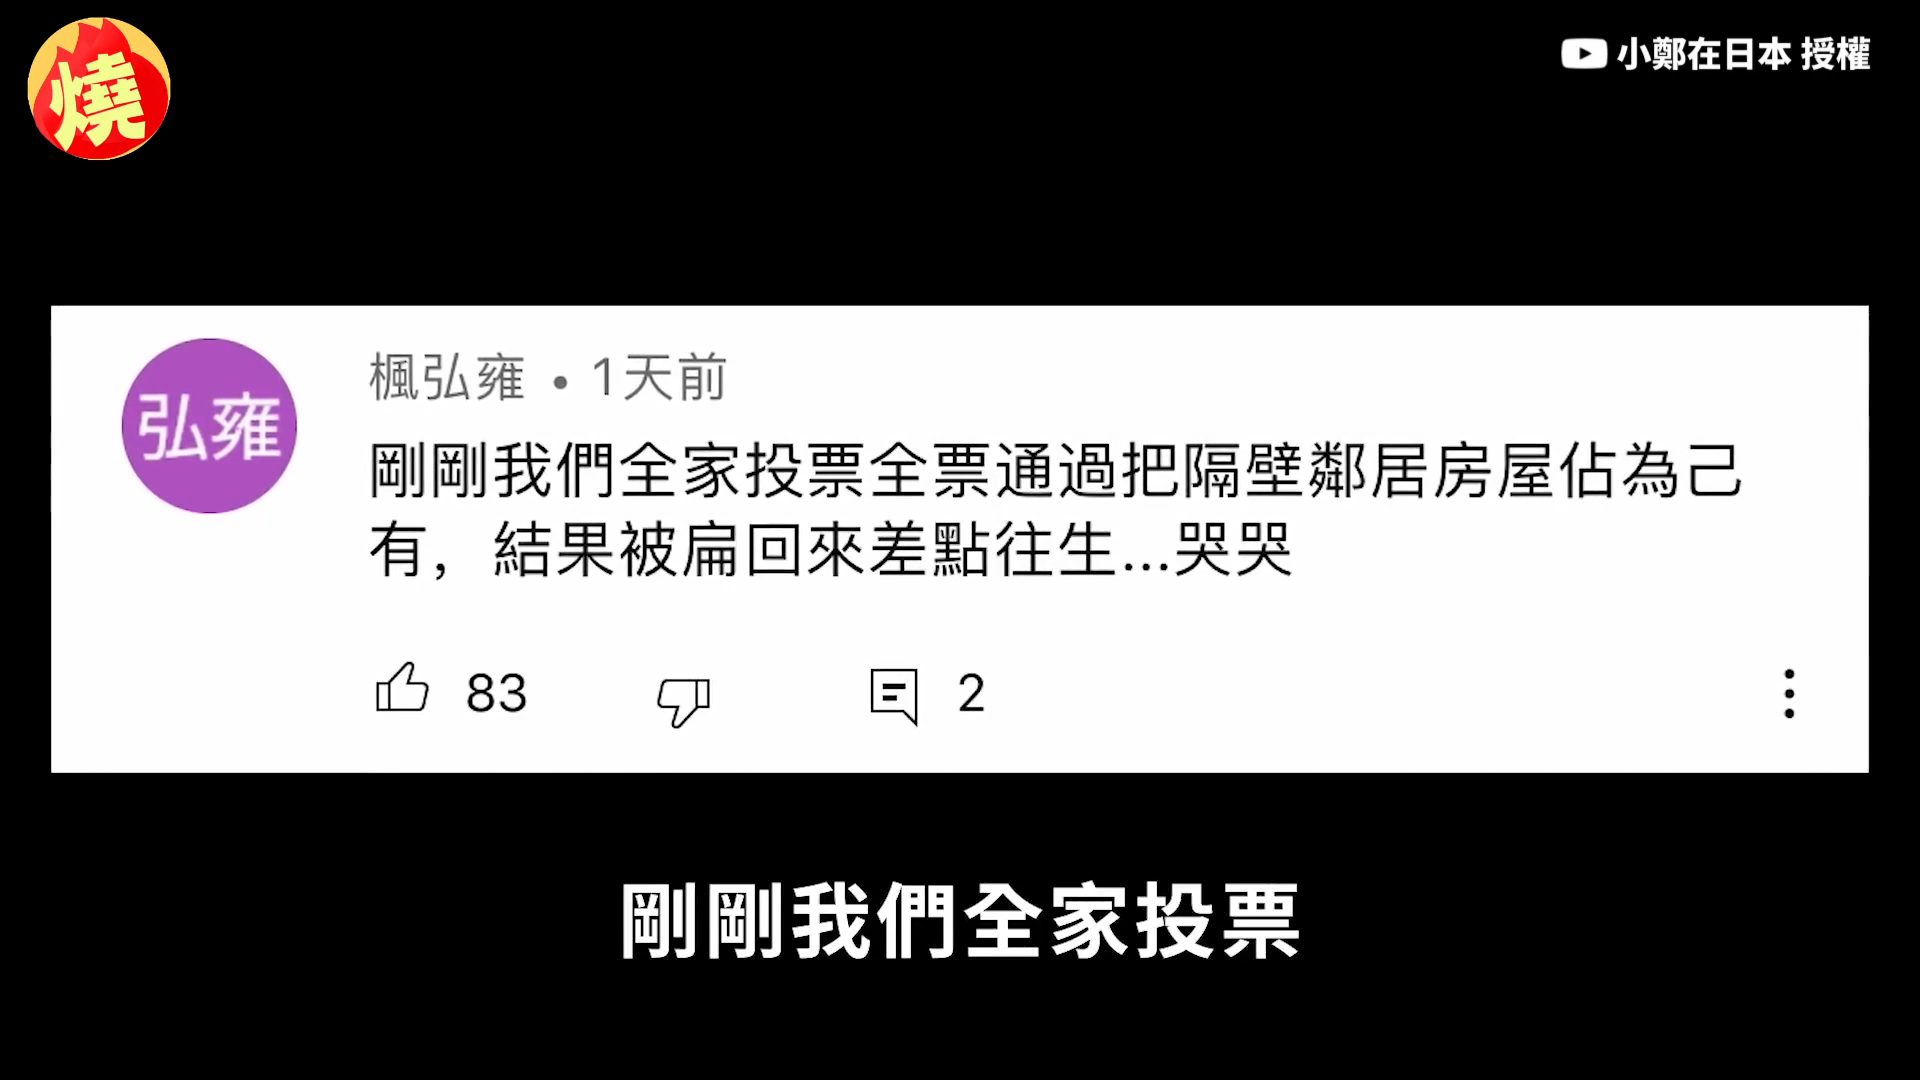 燒
小鄭在日本 授權
弘雍
楓弘雍 • 1天前
剛剛我們全家投票全票通過把隔壁鄰居房屋佔為己
有，結果被扁回來差點往生...哭哭
83
2
剛剛我們全家投票